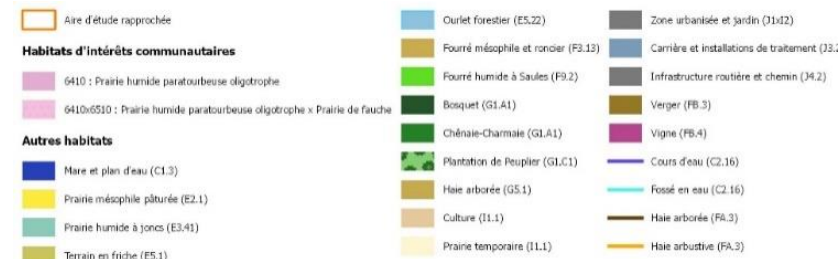 Aire d'étude rapprochée
Habitats d'intérêts communautaires
6410 : Prairie humide paratourbeuse oligotrophe
6410x6510 : Prairie humide paratourbeuse oligotrophe x Prairie de fauche
Autres habitats
Mare et plan d'eau (C1.3)
Prairie mésophile pâturée (E2.1)
Prairie humide à joncs (E3.41)
Terrain en friche (E5.1)
Ourlet forestier (E5.22)
Fourré mésophile et roncier (F3.13)
Fourré humide à Saules (F9.2)
Bosquet (G1.A1)
Chênaie-Charmaie (G1.A1)
Plantation de Peuplier (G1.C1)
Haie arborée (G5.1)
Culture (I1.1)
Prairie temporaire (I1.1)
Zone urbanisée et jardin (J1xI2)
Carrière et installations de traitement (J3.2
Infrastructure routière et chemin (J4.2)
Verger (FB.3)
Vigne (FB.4)
Cours d'eau (C2.16)
Fossé en eau (C2.16)
Haie arborée (FA.3)
Haie arbustive (FA.3)